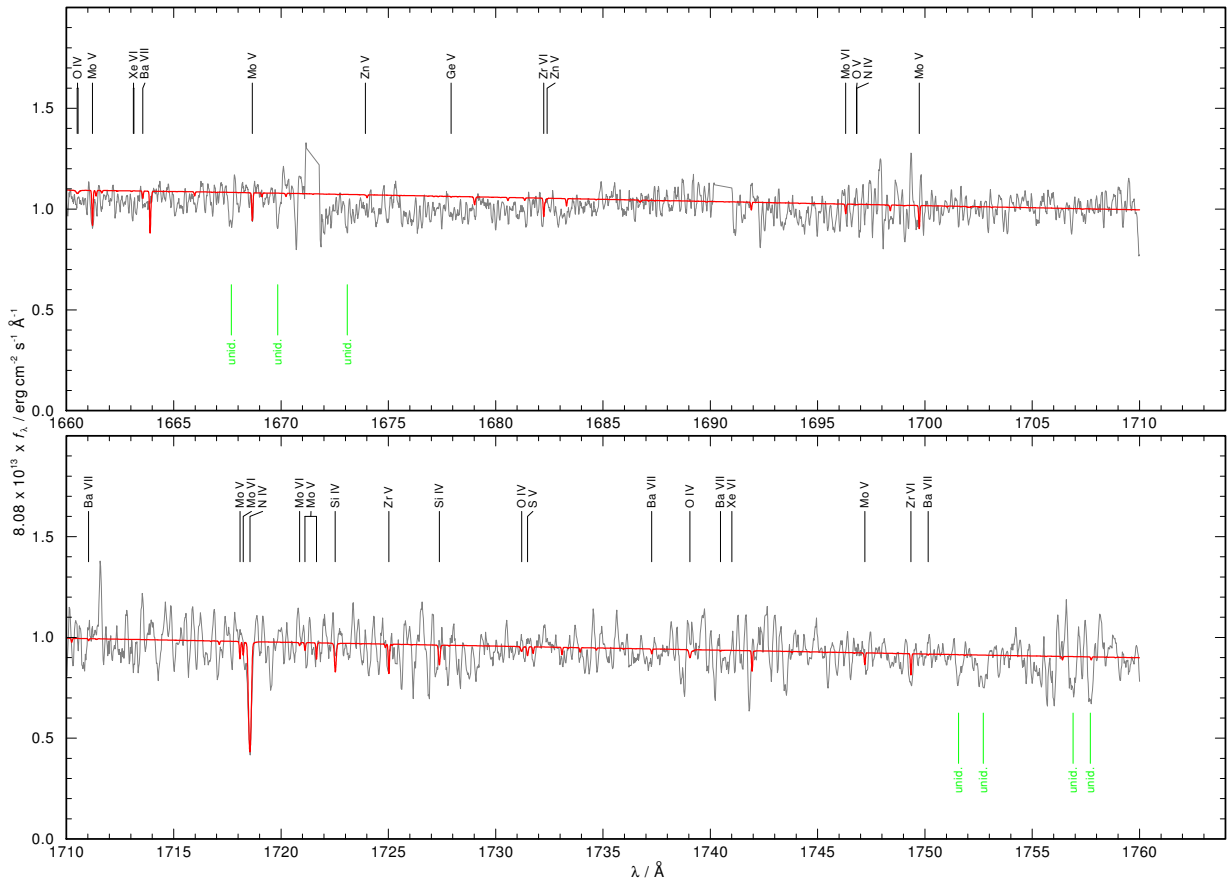 O IV
Mo V
Xe VI
Ba VII
Mo V
Zn V
Ge V
Zr VI
Zn V
Mo VI
O V
N IV
Mo V
1.5
1.0
0.5
0.0
unid.
unid.
unid.
1660 1665 1670 1675 1680 1685 1690 1695 1700 1705 1710
8.08 x 10¹³ x fλ / erg cm⁻² s⁻¹ Å⁻¹
Ba VII
Mo V
Mo VI
N IV
Mo VI
Mo V
Si IV
Zr V
Si IV
O IV
S V
Ba VII
O IV
Ba VII
Xe VI
Mo V
Zr VI
Ba VII
1.5
1.0
0.5
0.0
unid.
unid.
unid.
unid.
1710 1715 1720 1725 1730 1735 1740 1745 1750 1755 1760
λ / Å